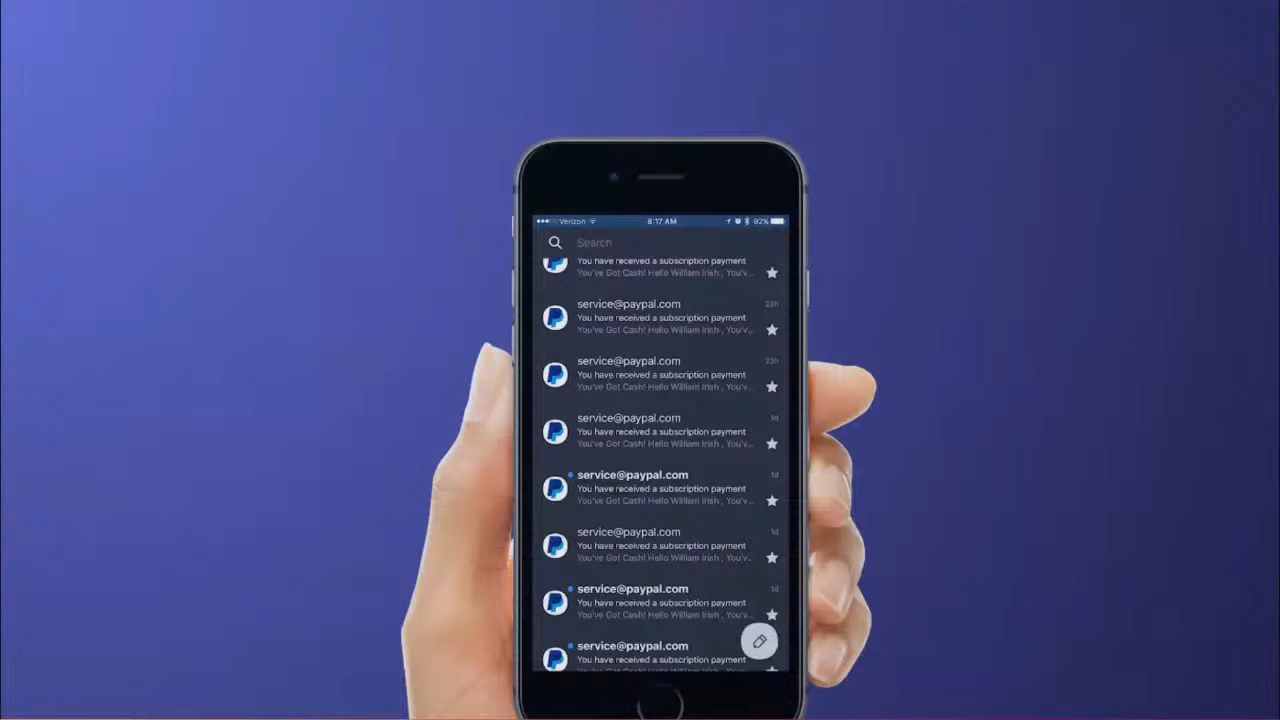 Verizon
8:17 AM
92%
Search
You have received a subscription payment
You've Got Cash! Hello William Irish , You'v...
service@paypal.com
23h
You have received a subscription payment
You've Got Cash! Hello William Irish , You'v...
service@paypal.com
23h
You have received a subscription payment
You've Got Cash! Hello William Irish , You'v...
service@paypal.com
1d
You have received a subscription payment
You've Got Cash! Hello William Irish , You'v...
service@paypal.com
1d
You have received a subscription payment
You've Got Cash! Hello William Irish , You'v...
service@paypal.com
1d
You have received a subscription payment
You've Got Cash! Hello William Irish , You'v...
service@paypal.com
1d
You have received a subscription payment
You've Got Cash! Hello William Irish , You'v...
service@paypal.com
You have received a subscription payment